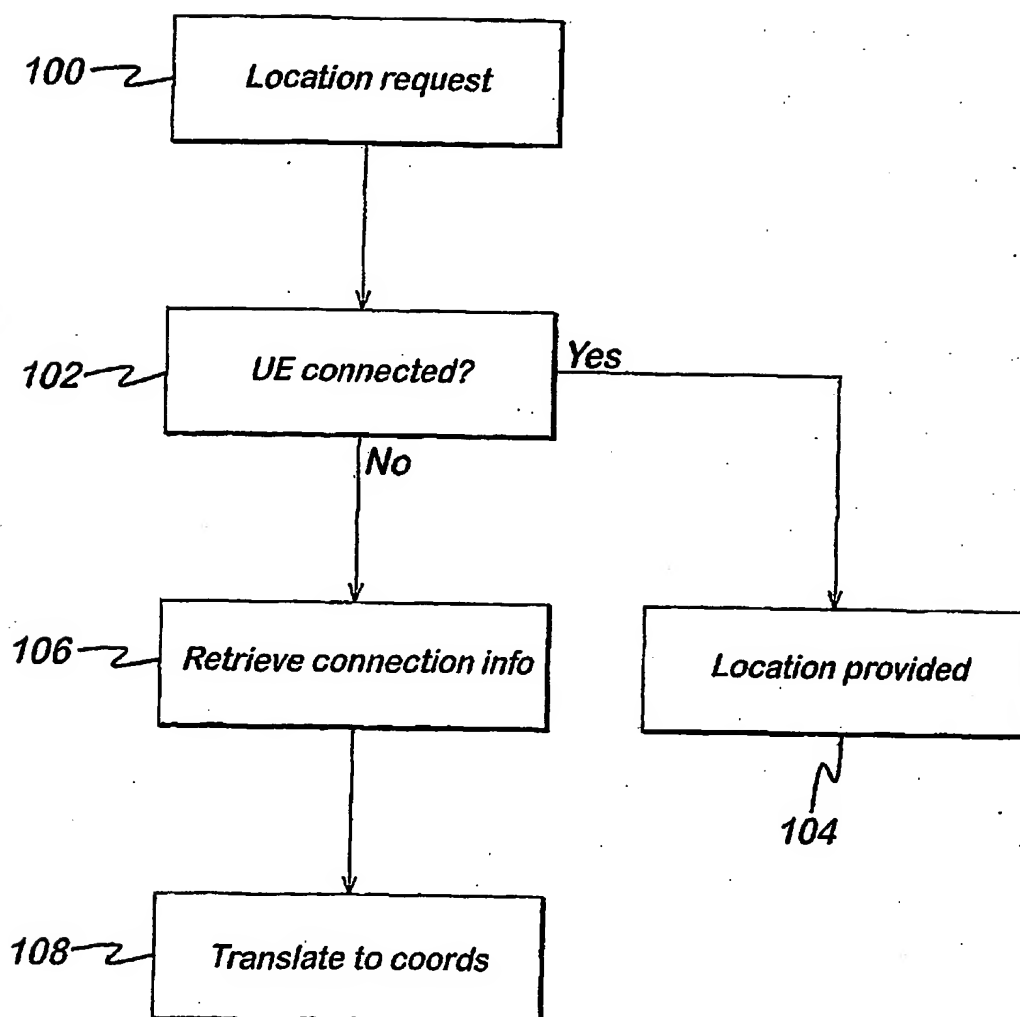 100
Location request
102
UE connected?
Yes
No
106
Retrieve connection info
Location provided
104
108
Translate to coords